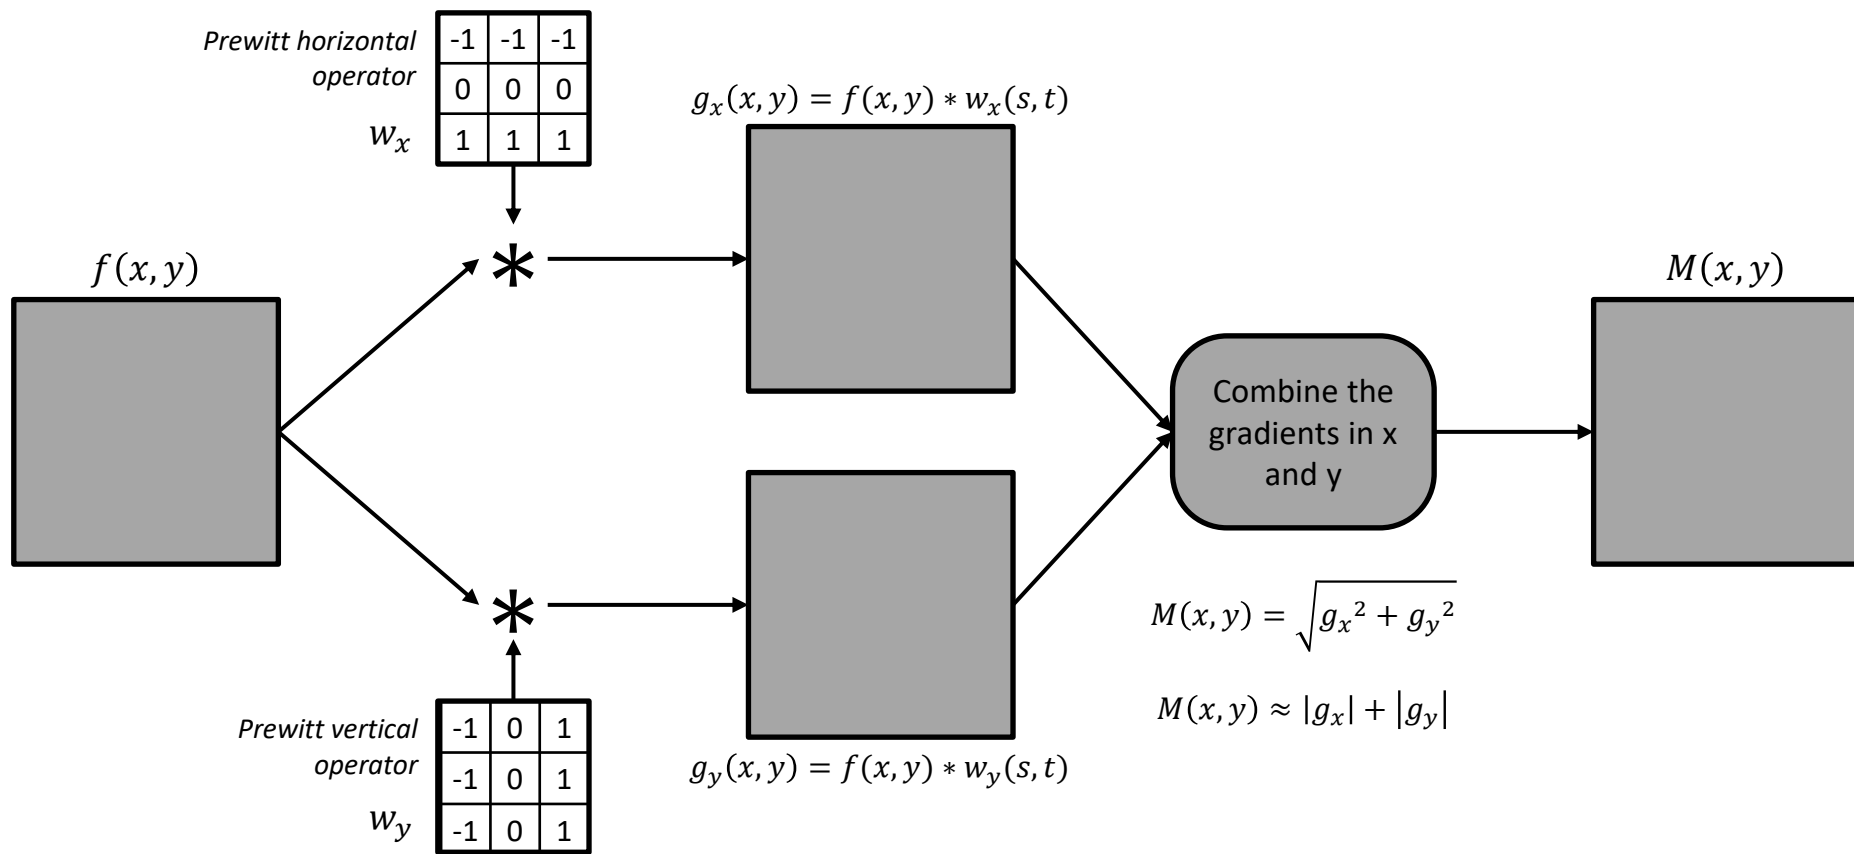 Prewitt horizontal
operator
w_x
-1 -1 -1
0 0 0
1 1 1
g_x(x, y) = f(x, y) ∗ w_x(s, t)
f(x, y)
*
M(x, y)
Combine the
gradients in x
and y
*
M(x, y) = √(g_x² + g_y²)
M(x, y) ≈ |g_x| + |g_y|
Prewitt vertical
operator
w_y
-1 0 1
-1 0 1
-1 0 1
g_y(x, y) = f(x, y) ∗ w_y(s, t)